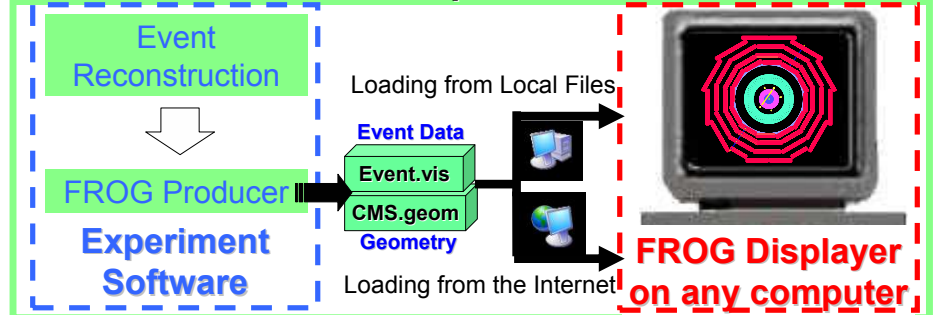 Event
Reconstruction
FROG Producer
Experiment
Software
Loading from Local Files
Event Data
Event.vis
CMS.geom
Geometry
Loading from the Internet
FROG Displayer
on any computer